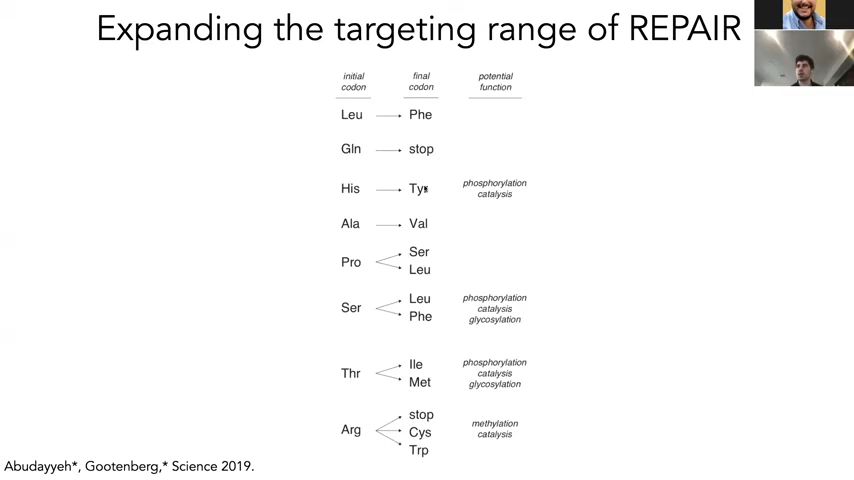 Expanding the targeting range of REPAIR
initial codon final codon potential function
Leu Phe
Gln stop
His Tyr phosphorylation catalysis
Ala Val
Pro Ser Leu
Ser Leu Phe phosphorylation catalysis glycosylation
Thr Ile Met phosphorylation catalysis glycosylation
Arg stop Cys Trp methylation catalysis
Abudayyeh*, Gootenberg,* Science 2019.